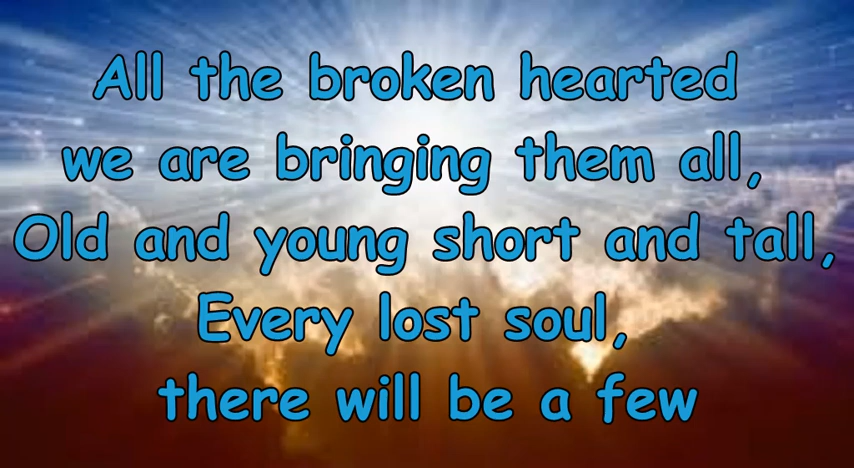 All the broken hearted
we are bringing them all,
Old and young short and tall,
Every lost soul,
there will be a few